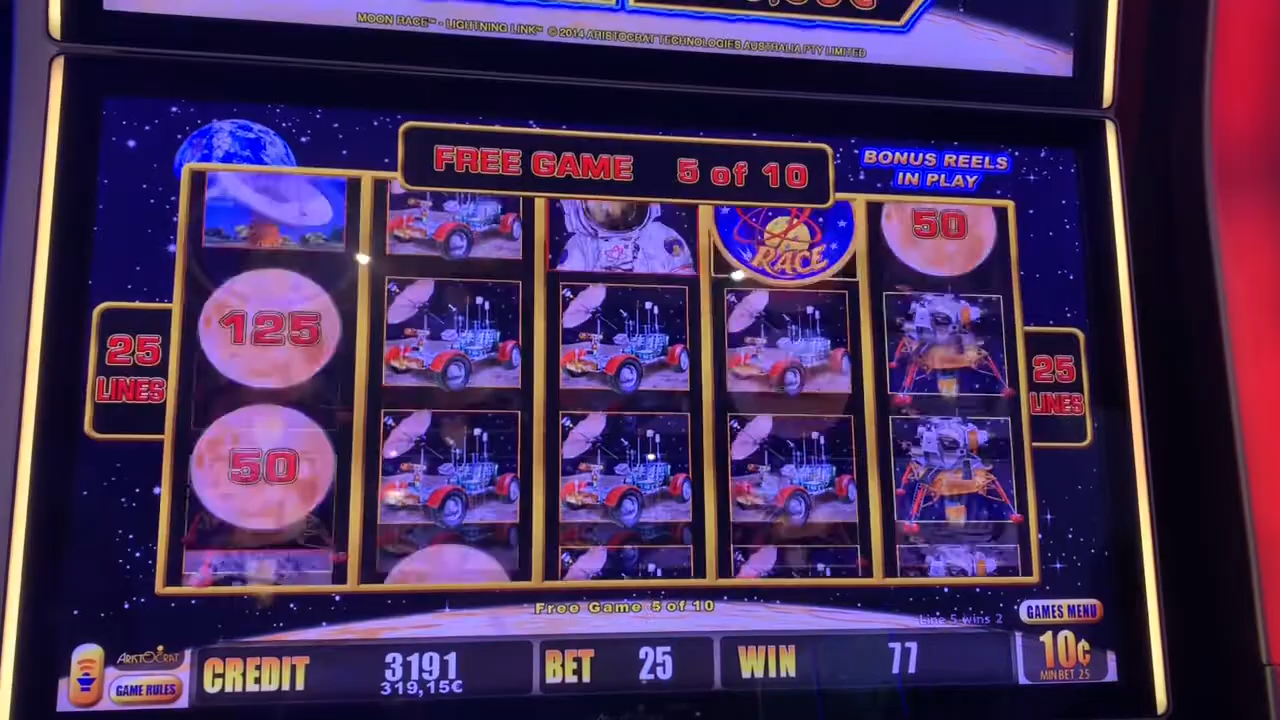 MOON RACE™ - LIGHTNING LINK™ © 2014 ARISTOCRAT TECHNOLOGIES AUSTRALIA PTY LIMITED
FREE GAME 5 of 10
BONUS REELS
IN PLAY
RACE
50
125
25
LINES
25
LINES
50
Free Game 5 of 10
Line 5 wins 2
GAMES MENU
ARISTOCRAT
GAME RULES
CREDIT 3191
319,15€
BET 25
WIN 77
10¢
MIN BET 25